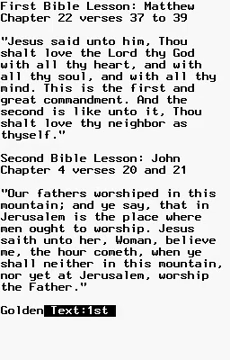 First Bible Lesson: Matthew
Chapter 22 verses 37 to 39
"Jesus said unto him, Thou
shalt love the Lord thy God
with all thy heart, and with
all thy soul, and with all thy
mind. This is the first and
great commandment. And the
second is like unto it, Thou
shalt love thy neighbor as
thyself."
Second Bible Lesson: John
Chapter 4 verses 20 and 21
"Our fathers worshiped in this
mountain; and ye say, that in
Jerusalem is the place where
men ought to worship. Jesus
saith unto her, Woman, believe
me, the hour cometh, when ye
shall neither in this mountain,
nor yet at Jerusalem, worship
the Father."
Golden Text:1st